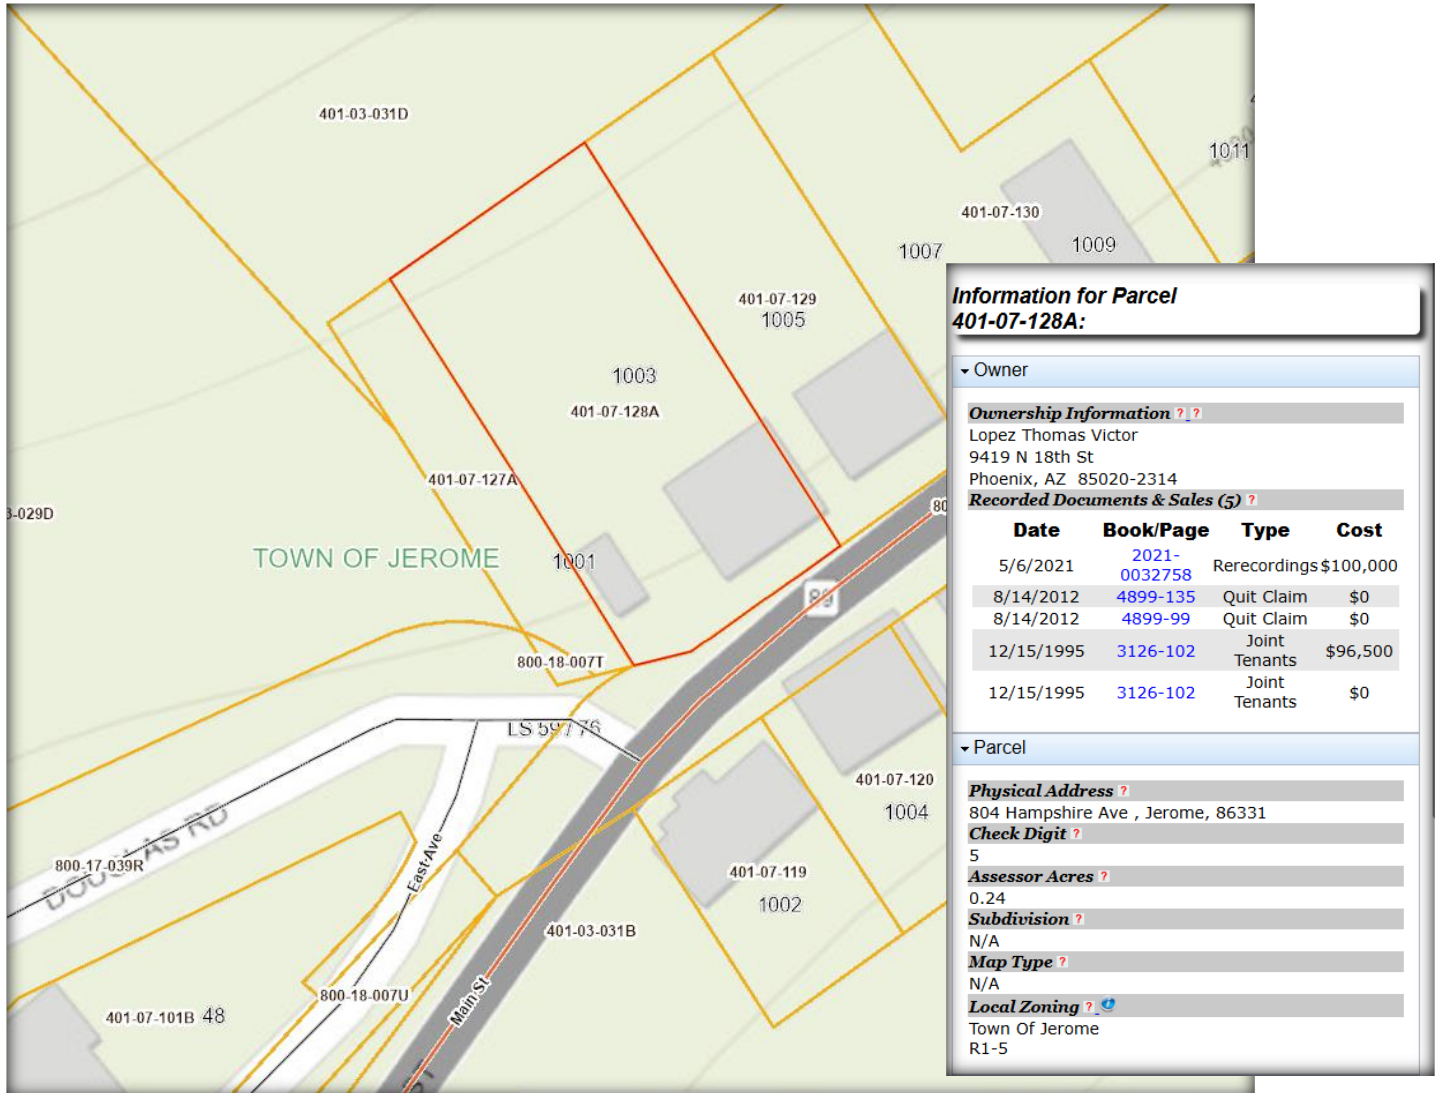 401-03-031D
1011
401-07-130
1009
1007
401-07-129
1005
1003
401-07-128A
401-07-127A
3-029D
80
TOWN OF JEROME
1001
89
800-18-007T
LS 59/76
401-07-120
1004
DOUGLAS RD
800-17-039R
East Ave
401-07-119
1002
401-03-031B
800-18-007U
Main St
401-07-101B 48
ST
Information for Parcel
401-07-128A:
Owner
Ownership Information ? ?
Lopez Thomas Victor
9419 N 18th St
Phoenix, AZ 85020-2314
Recorded Documents & Sales (5) ?
Date Book/Page Type Cost
5/6/2021 2021-0032758 Rerecordings $100,000
8/14/2012 4899-135 Quit Claim $0
8/14/2012 4899-99 Quit Claim $0
12/15/1995 3126-102 Joint Tenants $96,500
12/15/1995 3126-102 Joint Tenants $0
Parcel
Physical Address ?
804 Hampshire Ave , Jerome, 86331
Check Digit ?
5
Assessor Acres ?
0.24
Subdivision ?
N/A
Map Type ?
N/A
Local Zoning ?
Town Of Jerome
R1-5